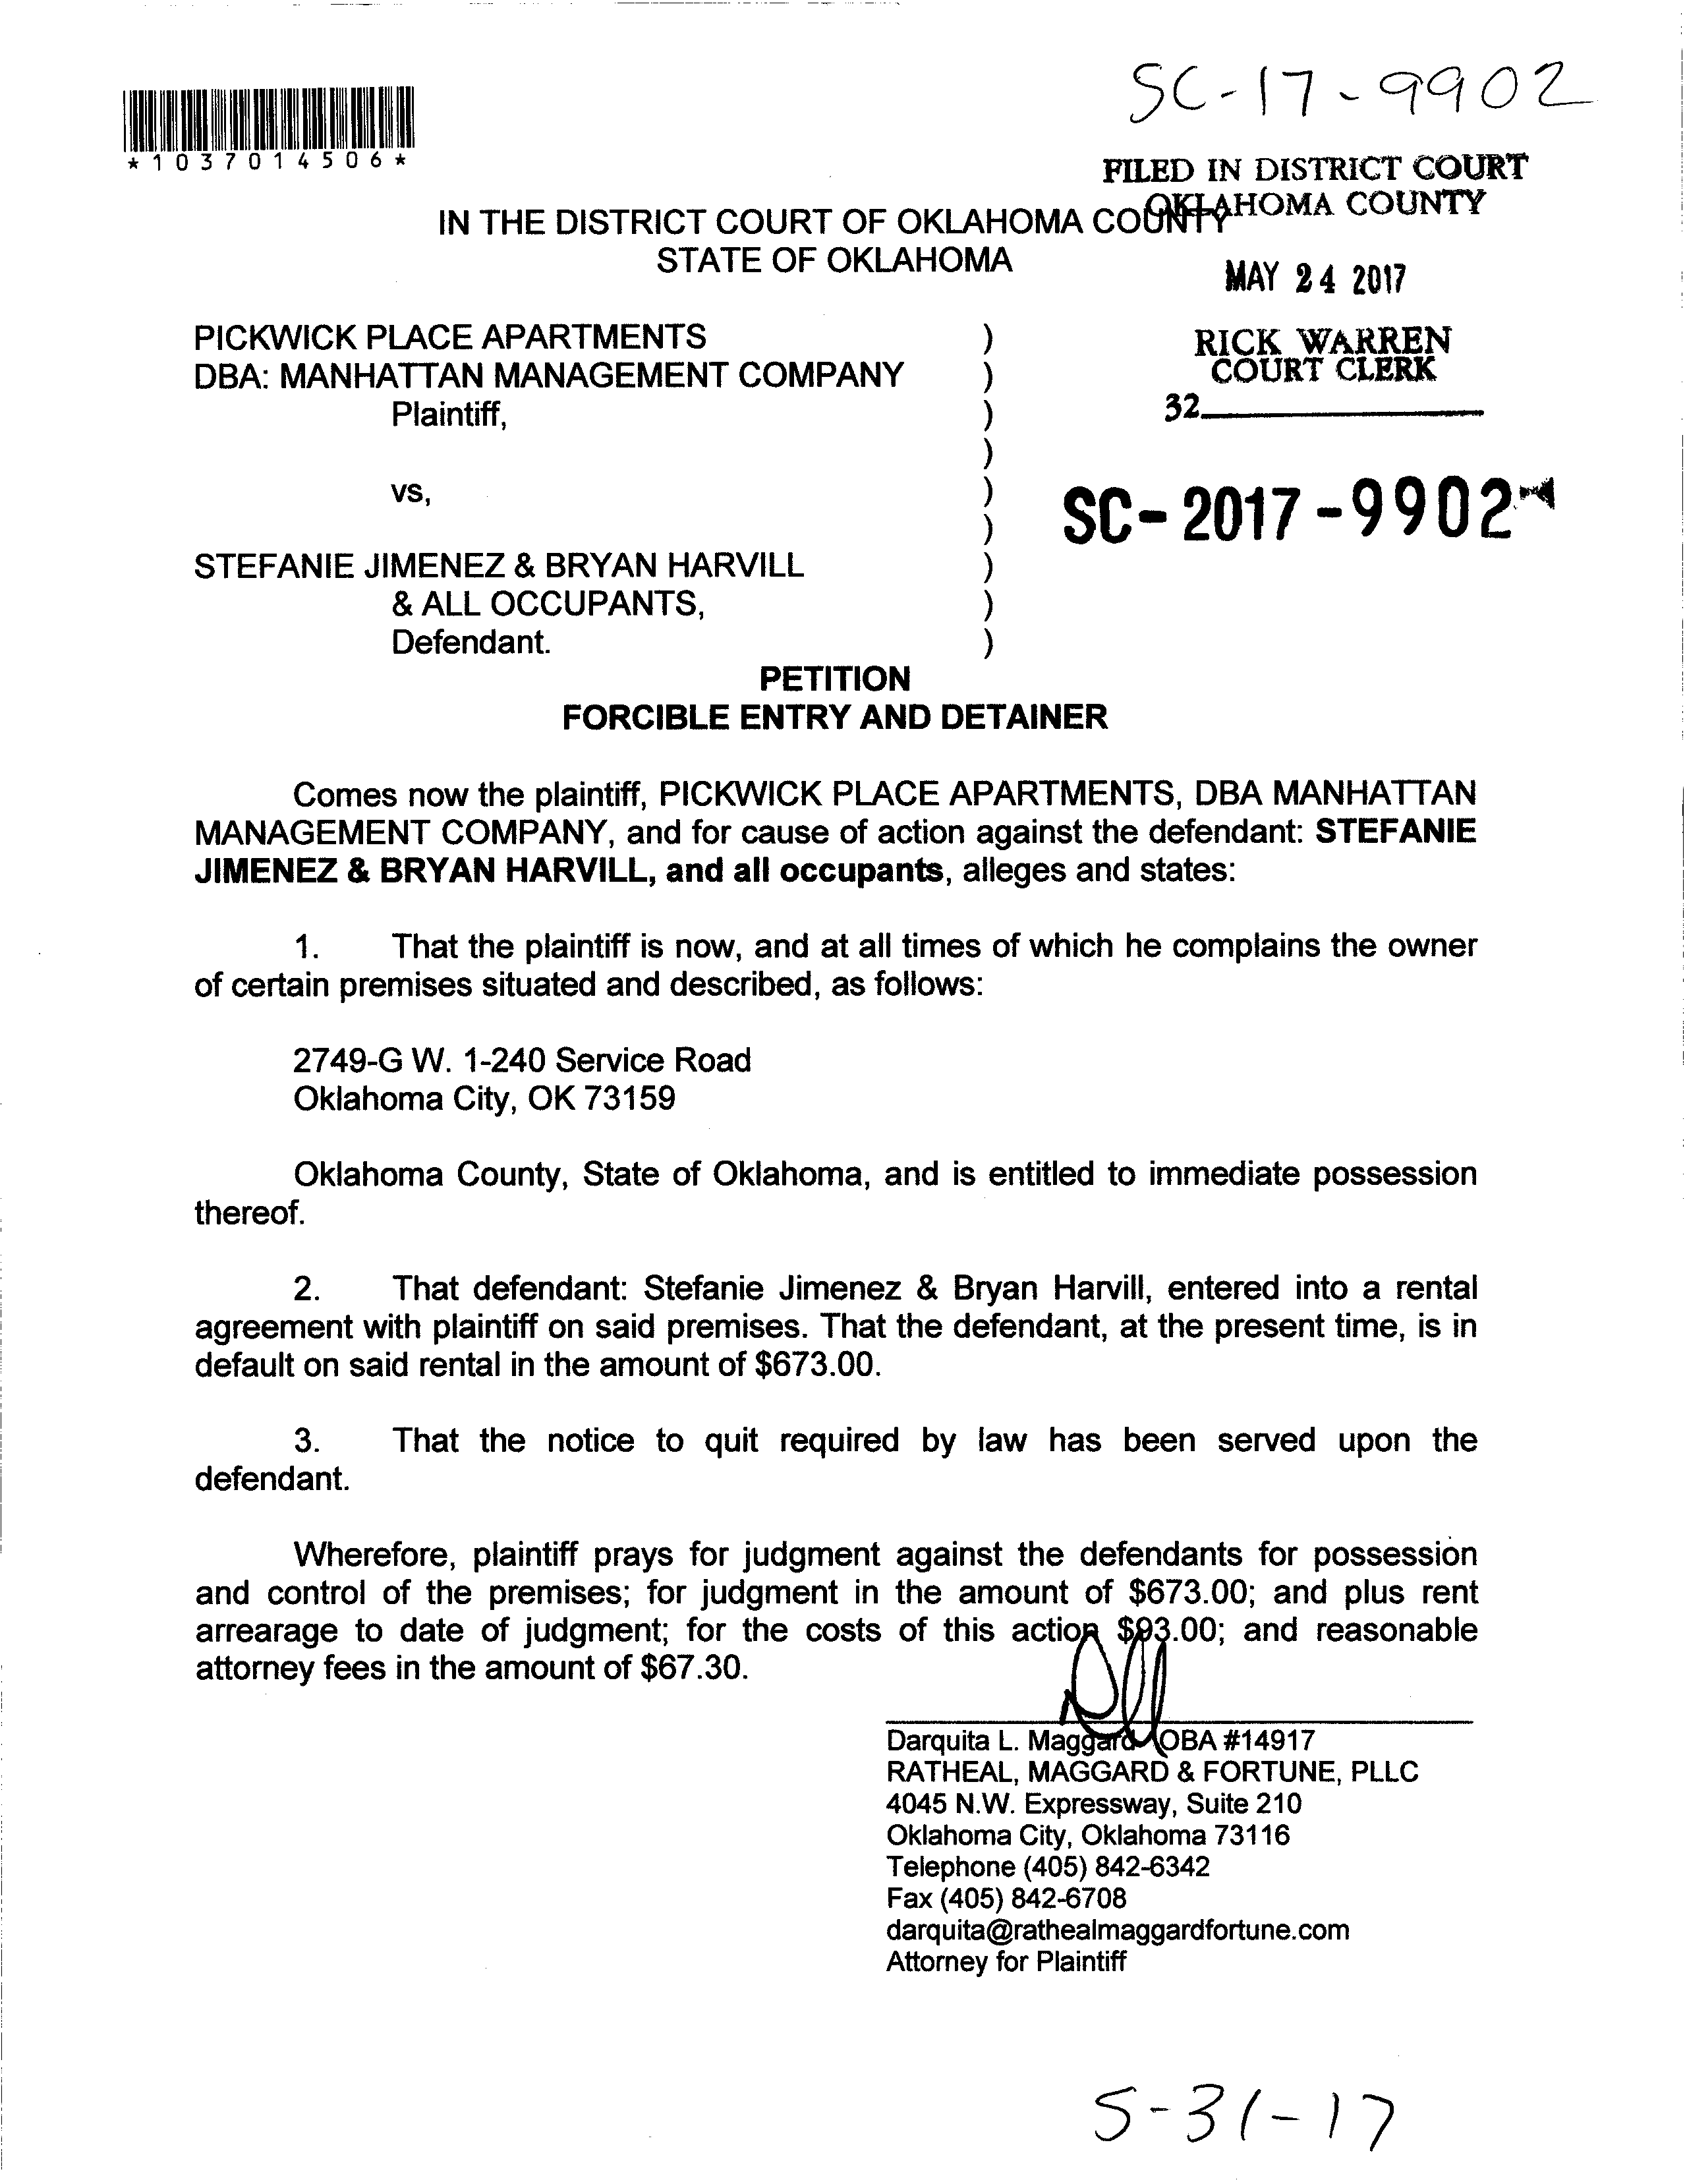 SC-17-9902
*1037014506*
FILED IN DISTRICT COURT
OKLAHOMA COUNTY
IN THE DISTRICT COURT OF OKLAHOMA COUNTY
STATE OF OKLAHOMA
MAY 24 2017
PICKWICK PLACE APARTMENTS )
DBA: MANHATTAN MANAGEMENT COMPANY )
Plaintiff, )
)
vs, )
)
STEFANIE JIMENEZ & BRYAN HARVILL )
& ALL OCCUPANTS, )
Defendant. )
RICK WARREN
COURT CLERK
32
SC-2017-9902
PETITION
FORCIBLE ENTRY AND DETAINER
Comes now the plaintiff, PICKWICK PLACE APARTMENTS, DBA MANHATTAN
MANAGEMENT COMPANY, and for cause of action against the defendant: STEFANIE
JIMENEZ & BRYAN HARVILL, and all occupants, alleges and states:
1. That the plaintiff is now, and at all times of which he complains the owner
of certain premises situated and described, as follows:
2749-G W. 1-240 Service Road
Oklahoma City, OK 73159
Oklahoma County, State of Oklahoma, and is entitled to immediate possession
thereof.
2. That defendant: Stefanie Jimenez & Bryan Harvill, entered into a rental
agreement with plaintiff on said premises. That the defendant, at the present time, is in
default on said rental in the amount of $673.00.
3. That the notice to quit required by law has been served upon the
defendant.
Wherefore, plaintiff prays for judgment against the defendants for possession
and control of the premises; for judgment in the amount of $673.00; and plus rent
arrearage to date of judgment; for the costs of this action $93.00; and reasonable
attorney fees in the amount of $67.30.
Darquita L. Maggard OBA #14917
RATHEAL, MAGGARD & FORTUNE, PLLC
4045 N.W. Expressway, Suite 210
Oklahoma City, Oklahoma 73116
Telephone (405) 842-6342
Fax (405) 842-6708
darquita@rathealmaggardfortune.com
Attorney for Plaintiff
5-31-17